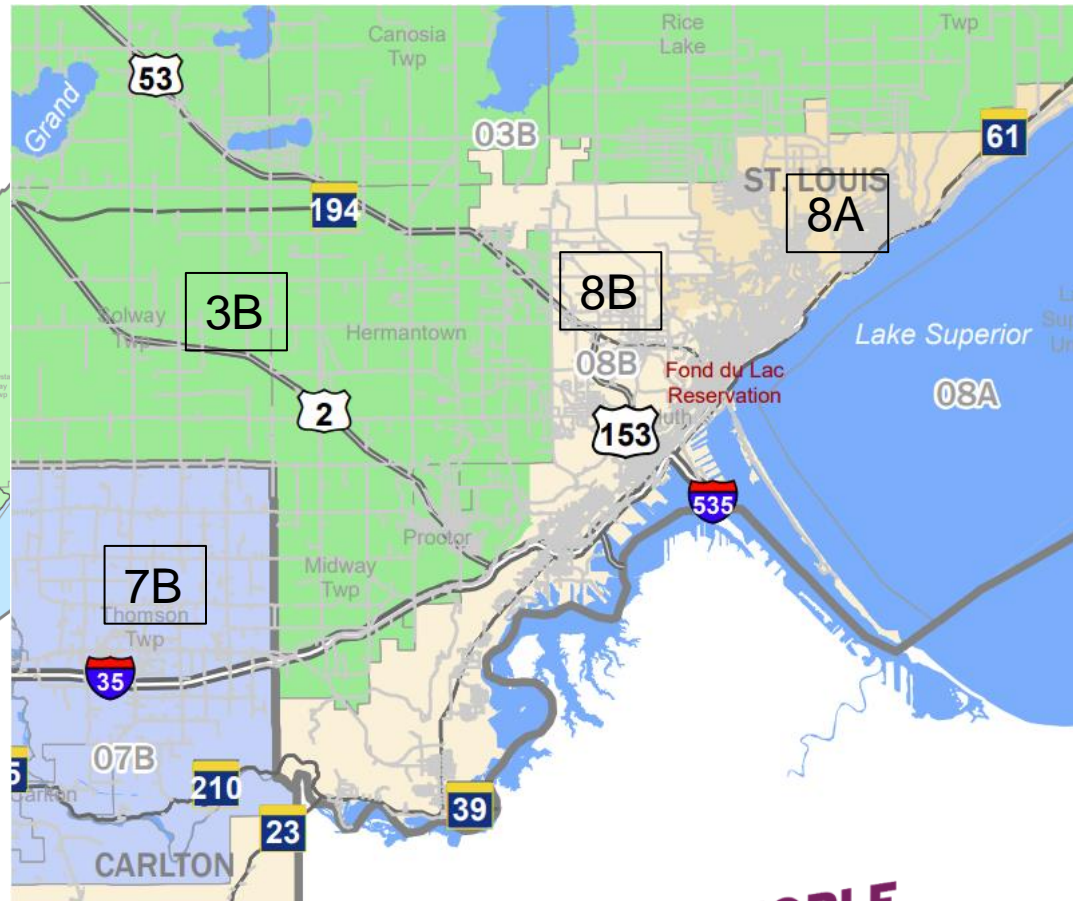 Canosia
Twp
Rice
Lake
Twp
53
Grand
03B
61
ST. LOUIS
8A
194
8B
3B
Solway
Twp
Hermantown
Lake Superior
08B
Fond du Lac
Reservation
08A
2
153
535
Proctor
7B
Midway
Twp
Thomson
Twp
35
07B
5
210
39
23
CARLTON